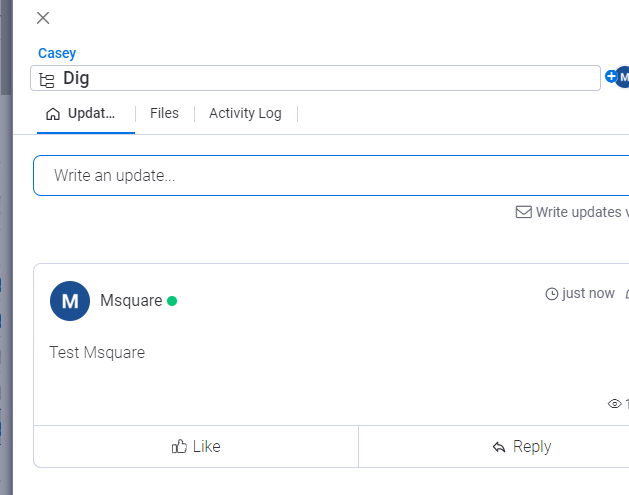 Casey
Dig
M
Updat...
Files
Activity Log
Write an update...
Write updates
M
Msquare
just now
Test Msquare
1
Like
Reply